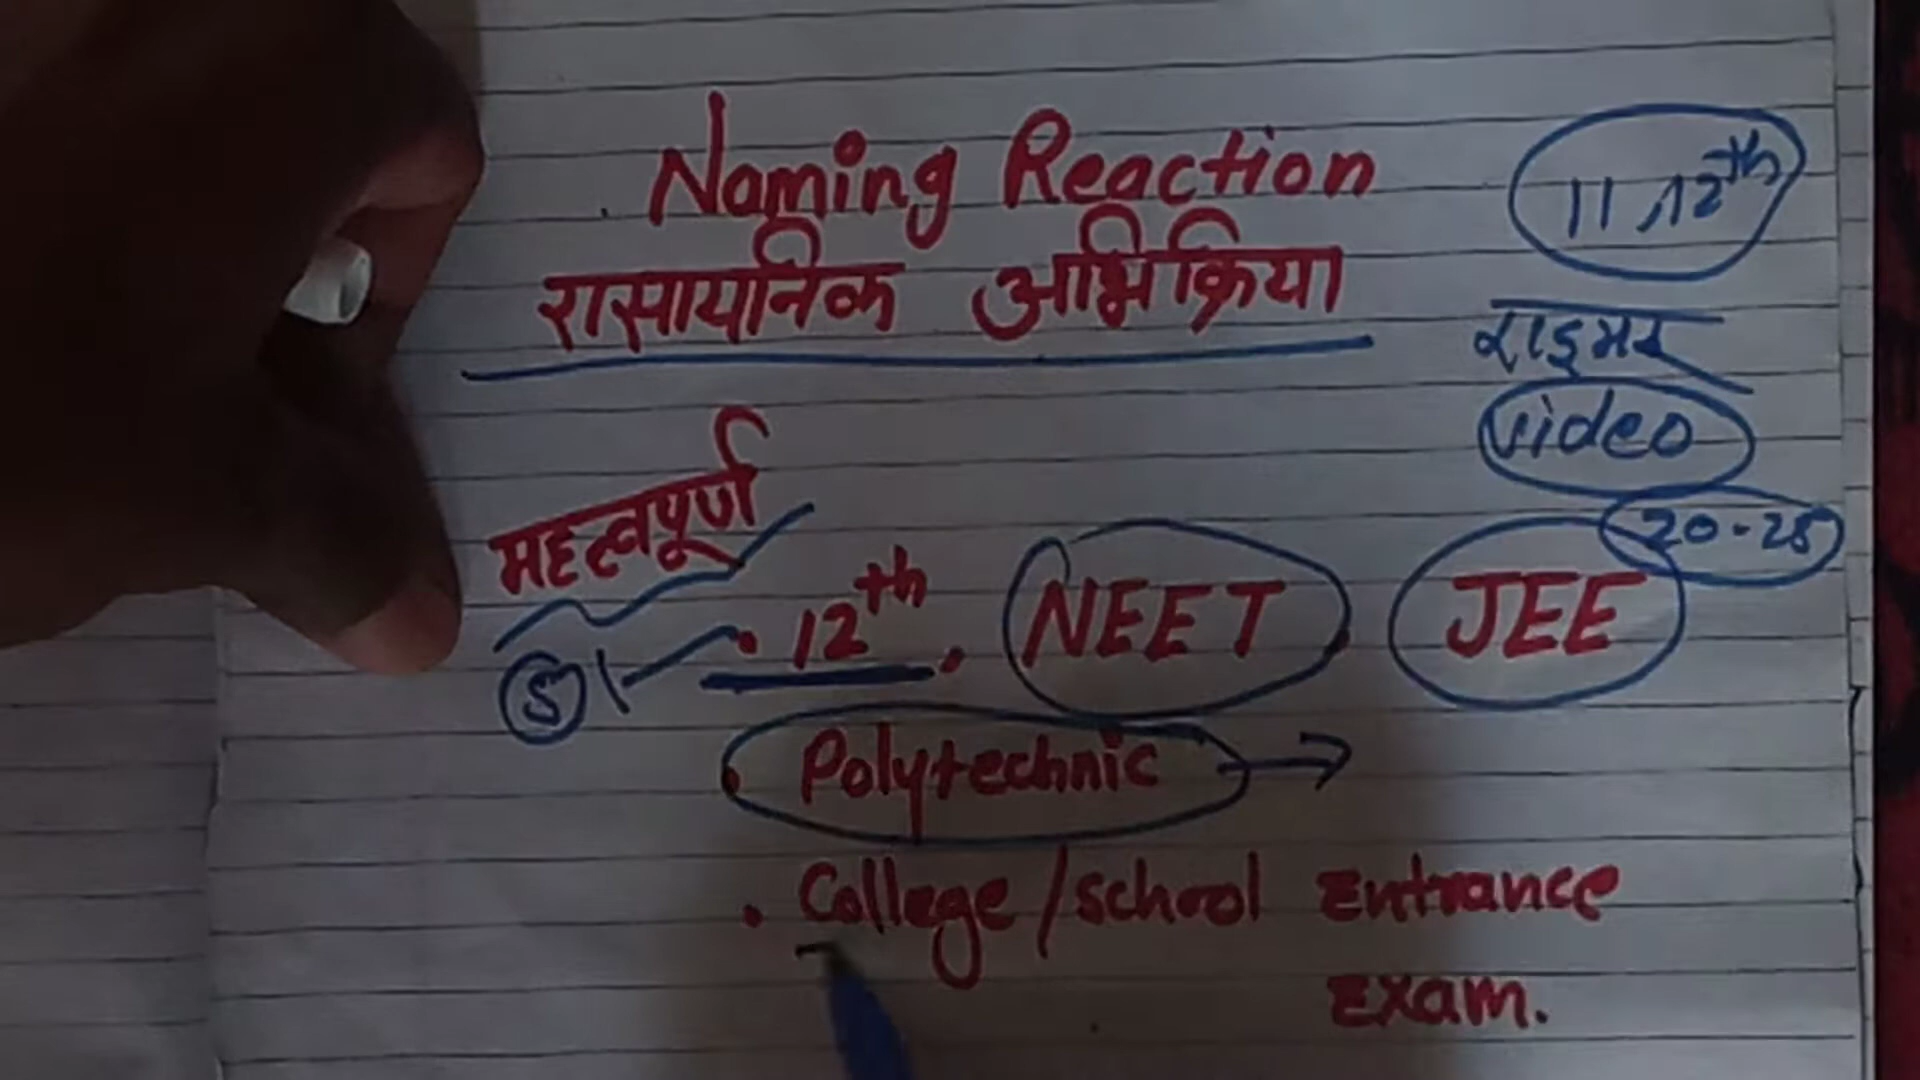 Naming Reaction
रासायनिक अभिक्रिया
11,12th
राइमर
video
20-25
महत्वपूर्ण
5
. 12th . NEET . JEE
. Polytechnic →
. College/school Entrance
Exam.